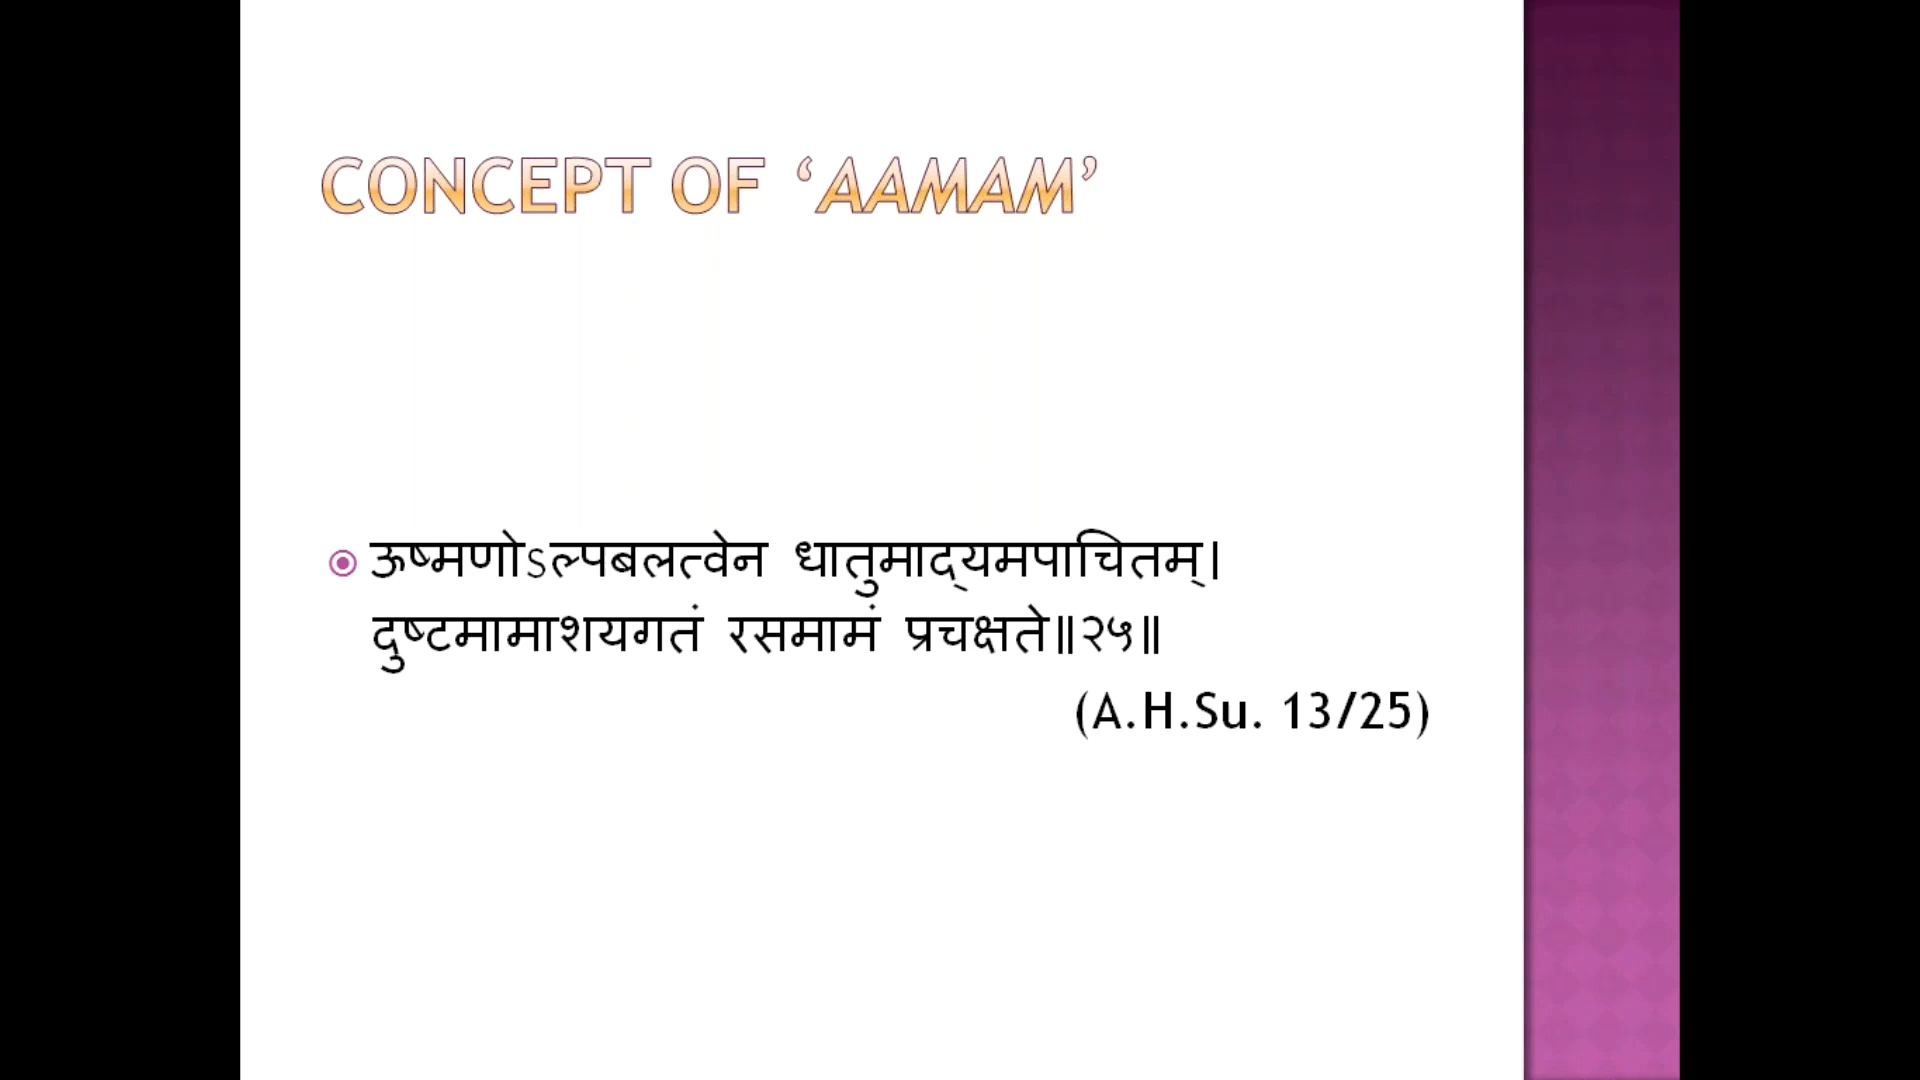 CONCEPT OF ‘AAMAM’
ऊष्मणोऽल्पबलत्वेन धातुमाद्यमपाचितम्।
दुष्टमामाशयगतं रसमामं प्रचक्षते॥२५॥
(A.H.Su. 13/25)